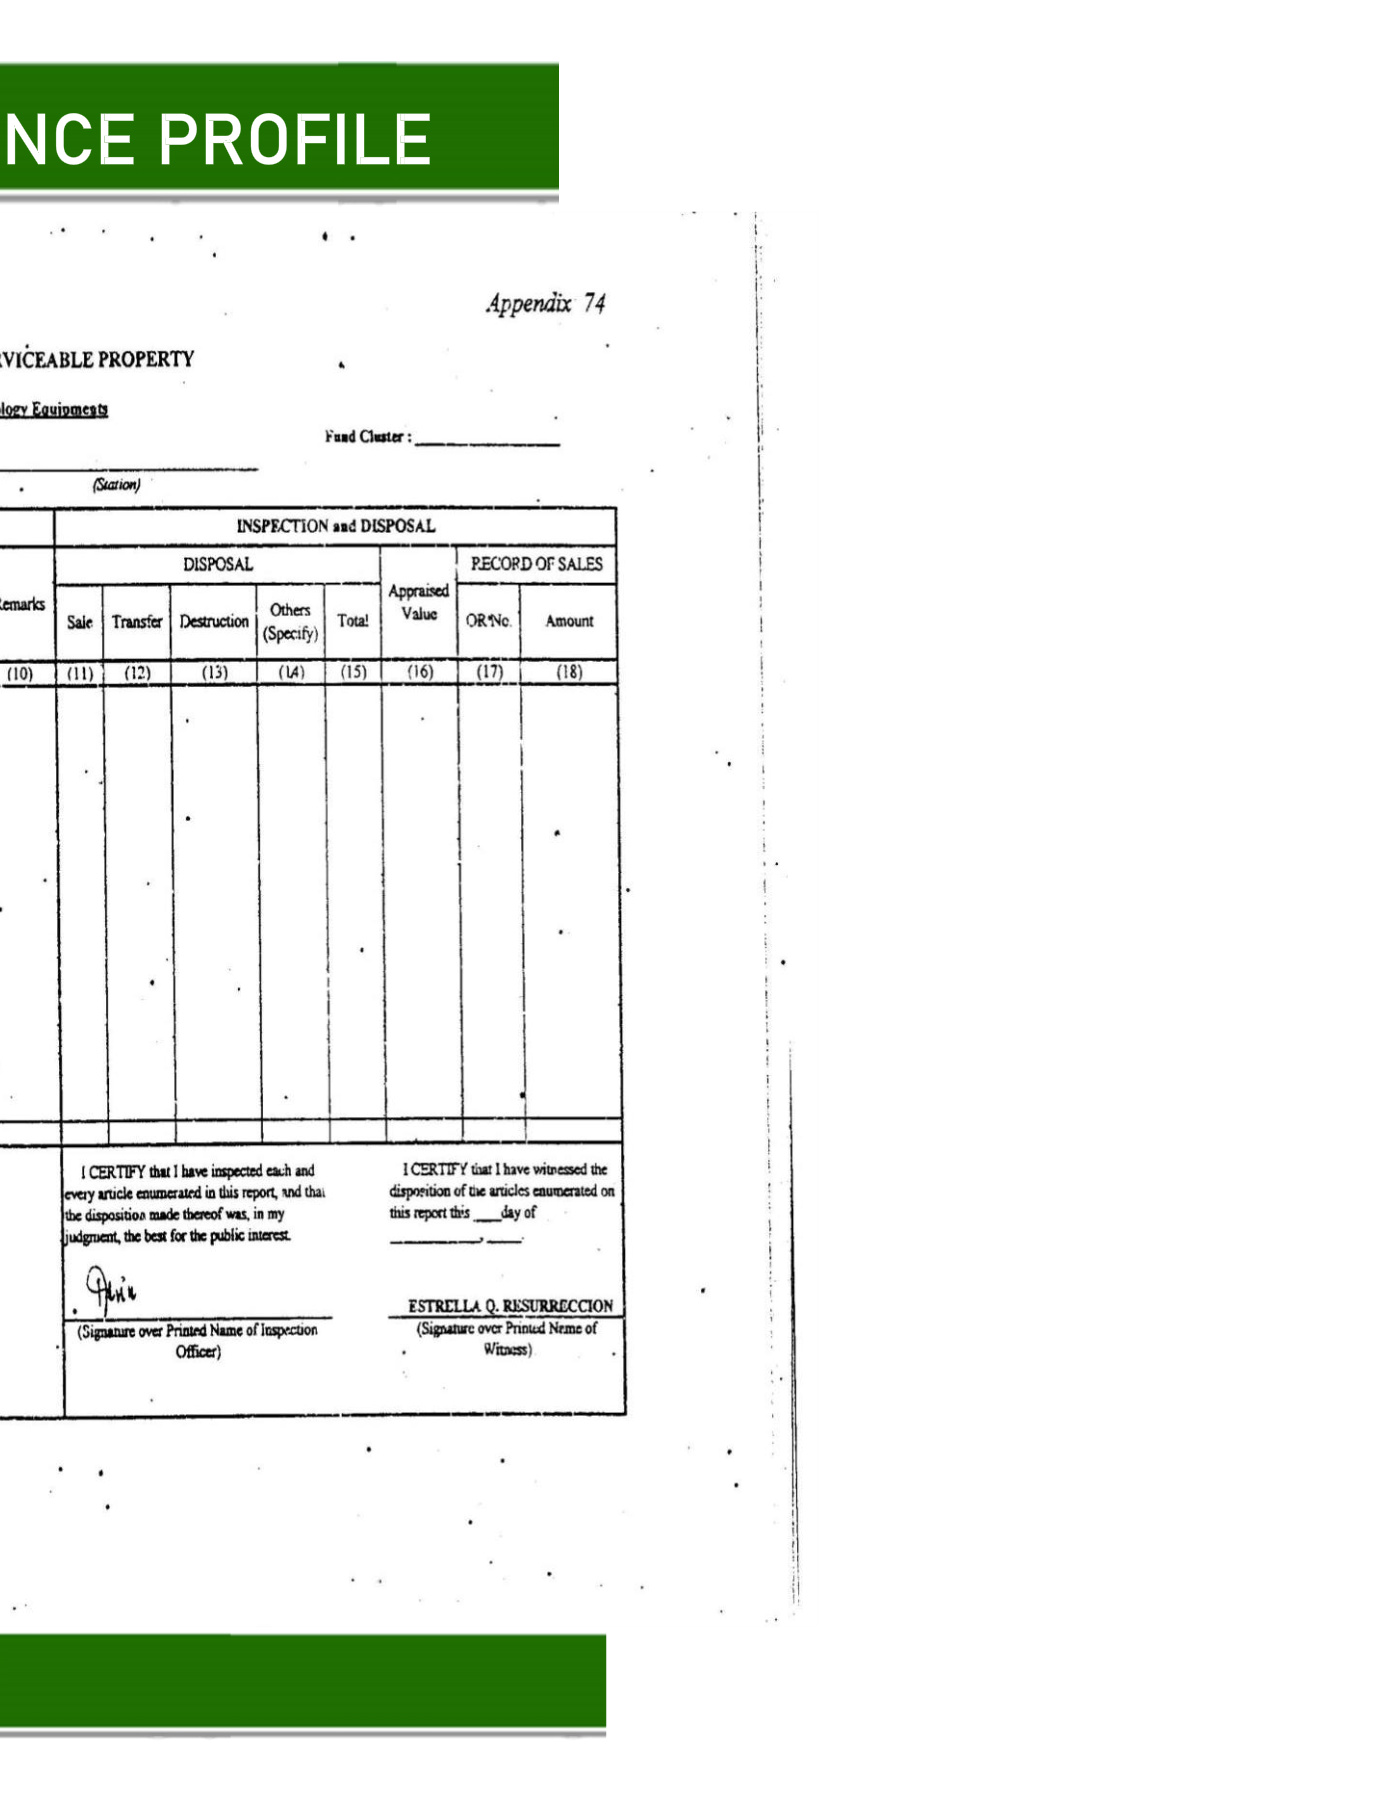 NCE PROFILE
Appendix 74
RVICEABLE PROPERTY
logy Equipments
Fund Cluster : ____________
(Station)
INSPECTION and DISPOSAL
DISPOSAL
RECORD OF SALES
Remarks
Sale
Transfer
Destruction
Others
(Specify)
Total
Appraised
Value
OR No.
Amount
(10) (11) (12) (13) (14) (15) (16) (17) (18)
I CERTIFY that I have inspected each and
every article enumerated in this report, and that
the disposition made thereof was, in my
judgment, the best for the public interest.
I CERTIFY that I have witnessed the
disposition of the articles enumerated on
this report this ___day of
__________, ____.
ESTRELLA Q. RESURRECCION
(Signature over Printed Name of Inspection
Officer)
(Signature over Printed Name of
Witness)